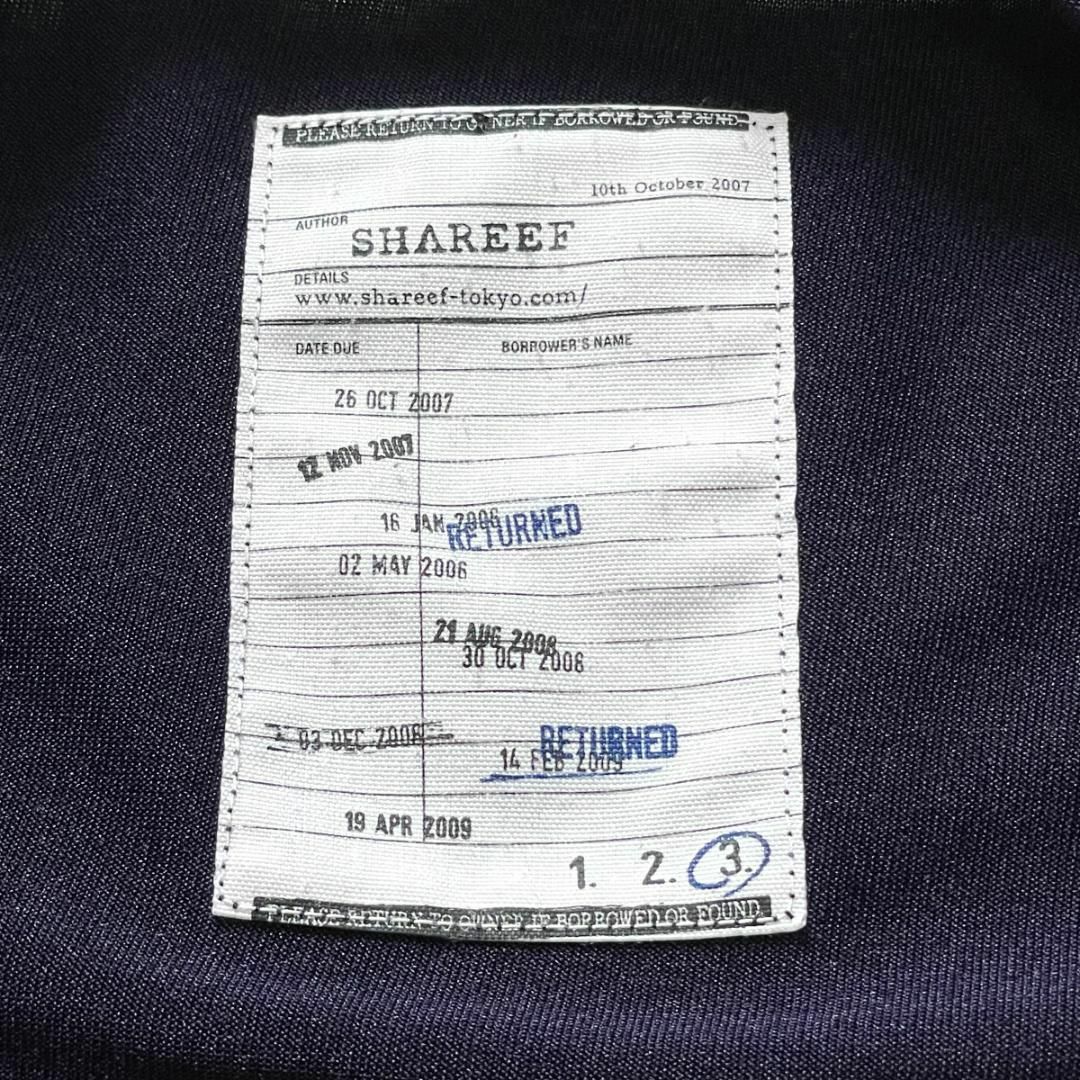 PLEASE RETURN TO OWNER IF BORROWED OR FOUND.
10th October 2007
AUTHOR
SHAREEF
DETAILS
www.shareef-tokyo.com/
DATE DUE BORROWER'S NAME
26 OCT 2007
12 NOV 2007
16 JAN 2008
RETURNED
02 MAY 2008
21 AUG 2008
30 OCT 2008
03 DEC 2008
RETURNED
14 FEB 2009
19 APR 2009
1. 2. 3.
PLEASE RETURN TO OWNER IF BORROWED OR FOUND.